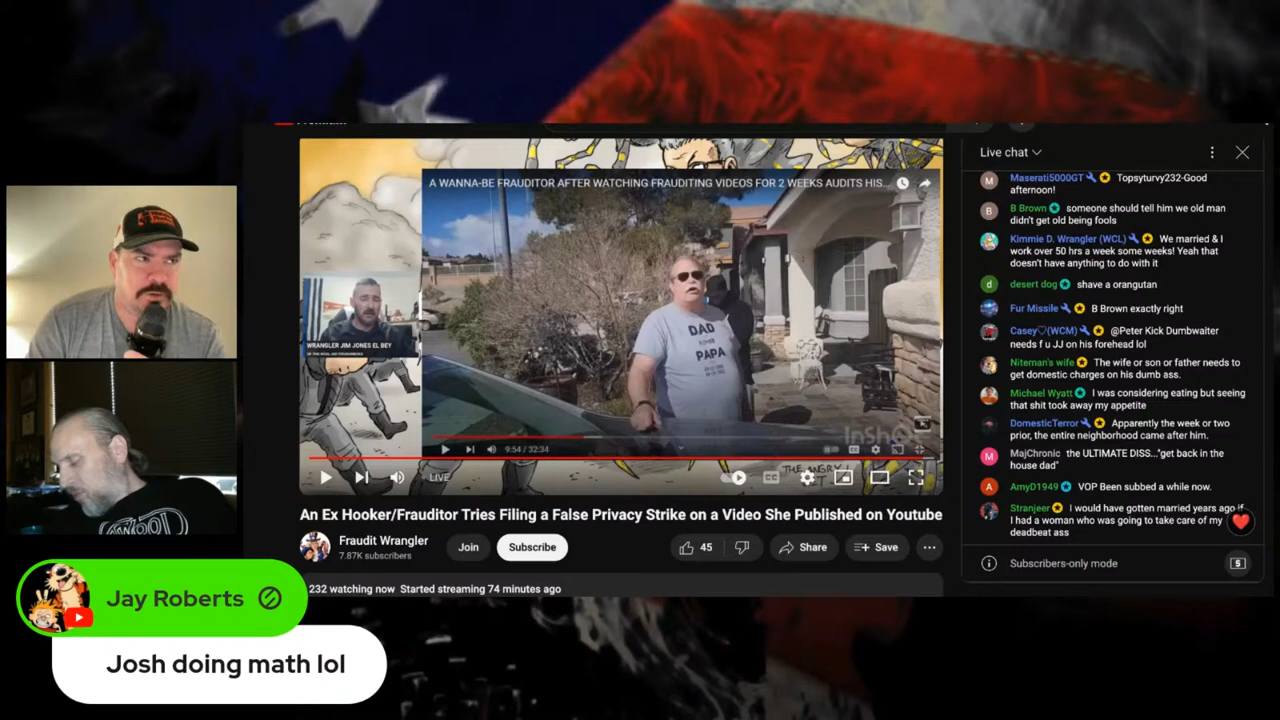 Live chat
Maserati5000GT Topsyturvy232-Good
afternoon!
B Brown someone should tell him we old man
didn't get old being fools
Kimmie D. Wrangler (WCL) We married & I
work over 50 hrs a week some weeks! Yeah that
doesn't have anything to do with it
desert dog shave a orangutan
Fur Missile B Brown exactly right
Casey♡(WCM) @Peter Kick Dumbwaiter
needs f u JJ on his forehead lol
Niteman's wife The wife or son or father needs to
get domestic charges on his dumb ass.
Michael Wyatt I was considering eating but seeing
that shit took away my appetite
DomesticTerror Apparently the week or two
prior, the entire neighborhood came after him.
MajChronic the ULTIMATE DISS..."get back in the
house dad"
AmyD1949 VOP Been subbed a while now.
Stranjeer I would have gotten married years ago if
I had a woman who was going to take care of my
deadbeat ass
Subscribers-only mode
A WANNA-BE FRAUDITOR AFTER WATCHING FRAUDITING VIDEOS FOR 2 WEEKS AUDITS HIS...
WRANGLER JIM JONES EL BEY
DAD
PAPA
InSho
9:54 / 32:34
LIVE
THE ANGRY
An Ex Hooker/Frauditor Tries Filing a False Privacy Strike on a Video She Published on Youtube
Fraudit Wrangler
7.87K subscribers
Join
Subscribe
45
Share
Save
232 watching now Started streaming 74 minutes ago
Jay Roberts
Josh doing math lol